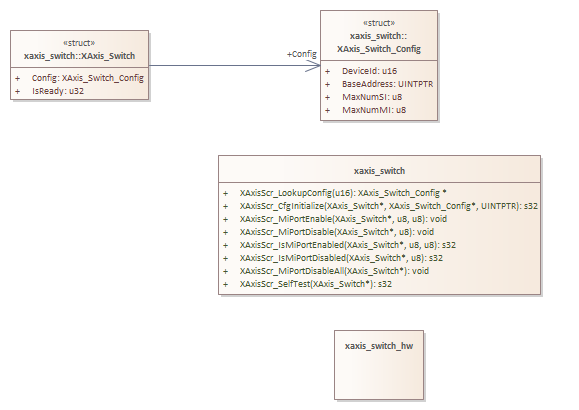 «struct»
xaxis_switch::XAxis_Switch
+ Config: XAxis_Switch_Config
+ IsReady: u32
+Config
«struct»
xaxis_switch::
XAxis_Switch_Config
+ DeviceId: u16
+ BaseAddress: UINTPTR
+ MaxNumSI: u8
+ MaxNumMI: u8
xaxis_switch
+ XAxisScr_LookupConfig(u16): XAxis_Switch_Config *
+ XAxisScr_CfgInitialize(XAxis_Switch*, XAxis_Switch_Config*, UINTPTR): s32
+ XAxisScr_MiPortEnable(XAxis_Switch*, u8, u8): void
+ XAxisScr_MiPortDisable(XAxis_Switch*, u8): void
+ XAxisScr_IsMiPortEnabled(XAxis_Switch*, u8, u8): s32
+ XAxisScr_IsMiPortDisabled(XAxis_Switch*, u8): s32
+ XAxisScr_MiPortDisableAll(XAxis_Switch*): void
+ XAxisScr_SelfTest(XAxis_Switch*): s32
xaxis_switch_hw